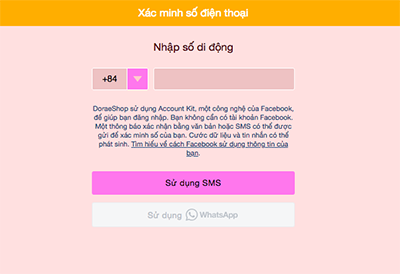 Xác minh số điện thoại
Nhập số di động
+84
DoraeShop sử dụng Account Kit, một công nghệ của Facebook,
để giúp bạn đăng nhập. Bạn không cần có tài khoản Facebook.
Một thông báo xác nhận bằng văn bản hoặc SMS có thể được
gửi để xác minh số của bạn. Cước dữ liệu và tin nhắn có thể
phát sinh. Tìm hiểu về cách Facebook sử dụng thông tin của
bạn.
Sử dụng SMS
Sử dụng WhatsApp